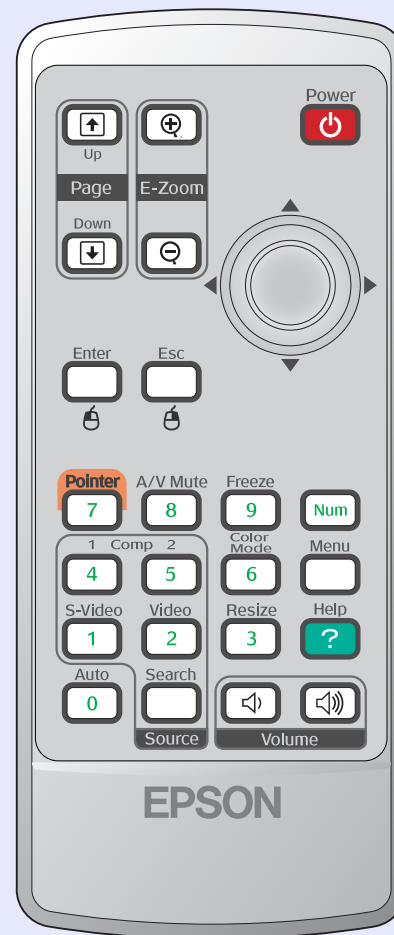 Power
Up
Page
E-Zoom
Down
Enter
Esc
Pointer
A/V Mute
Freeze
7
8
9
Num
1 Comp 2
Color
Mode
Menu
4
5
6
S-Video
Video
Resize
Help
1
2
3
?
Auto
Search
0
Source
Volume
EPSON